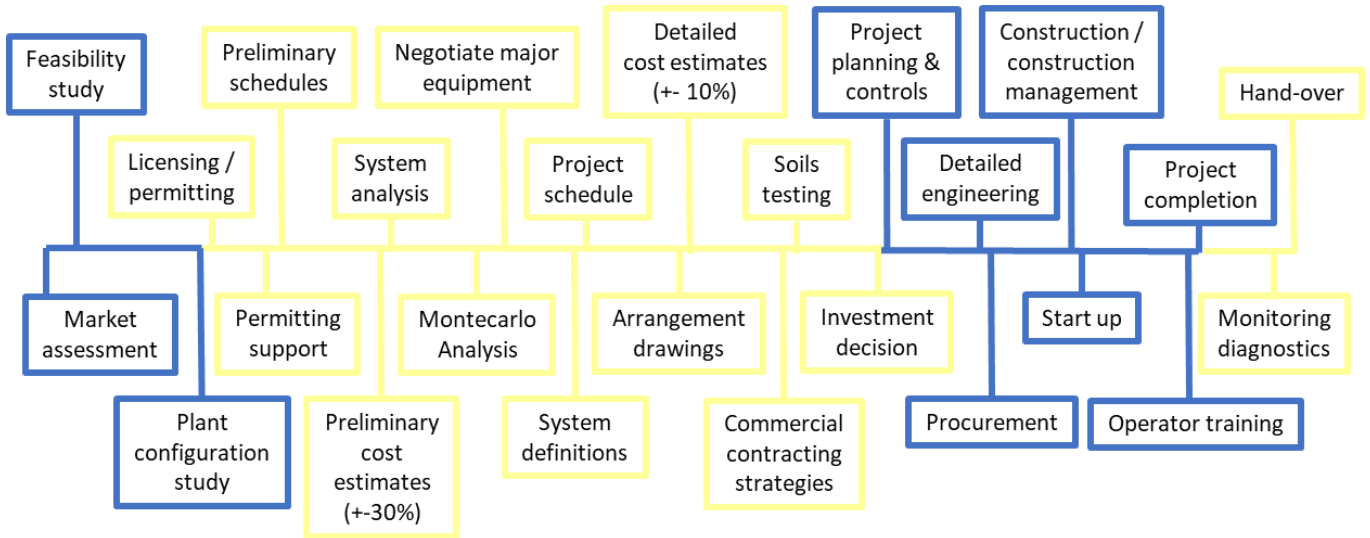 Feasibility
study
Preliminary
schedules
Negotiate major
equipment
Detailed
cost estimates
(+- 10%)
Project
planning &
controls
Construction /
construction
management
Hand-over
Licensing /
permitting
System
analysis
Project
schedule
Soils
testing
Detailed
engineering
Project
completion
Market
assessment
Permitting
support
Montecarlo
Analysis
Arrangement
drawings
Investment
decision
Start up
Monitoring
diagnostics
Plant
configuration
study
Preliminary
cost
estimates
(+-30%)
System
definitions
Commercial
contracting
strategies
Procurement
Operator training